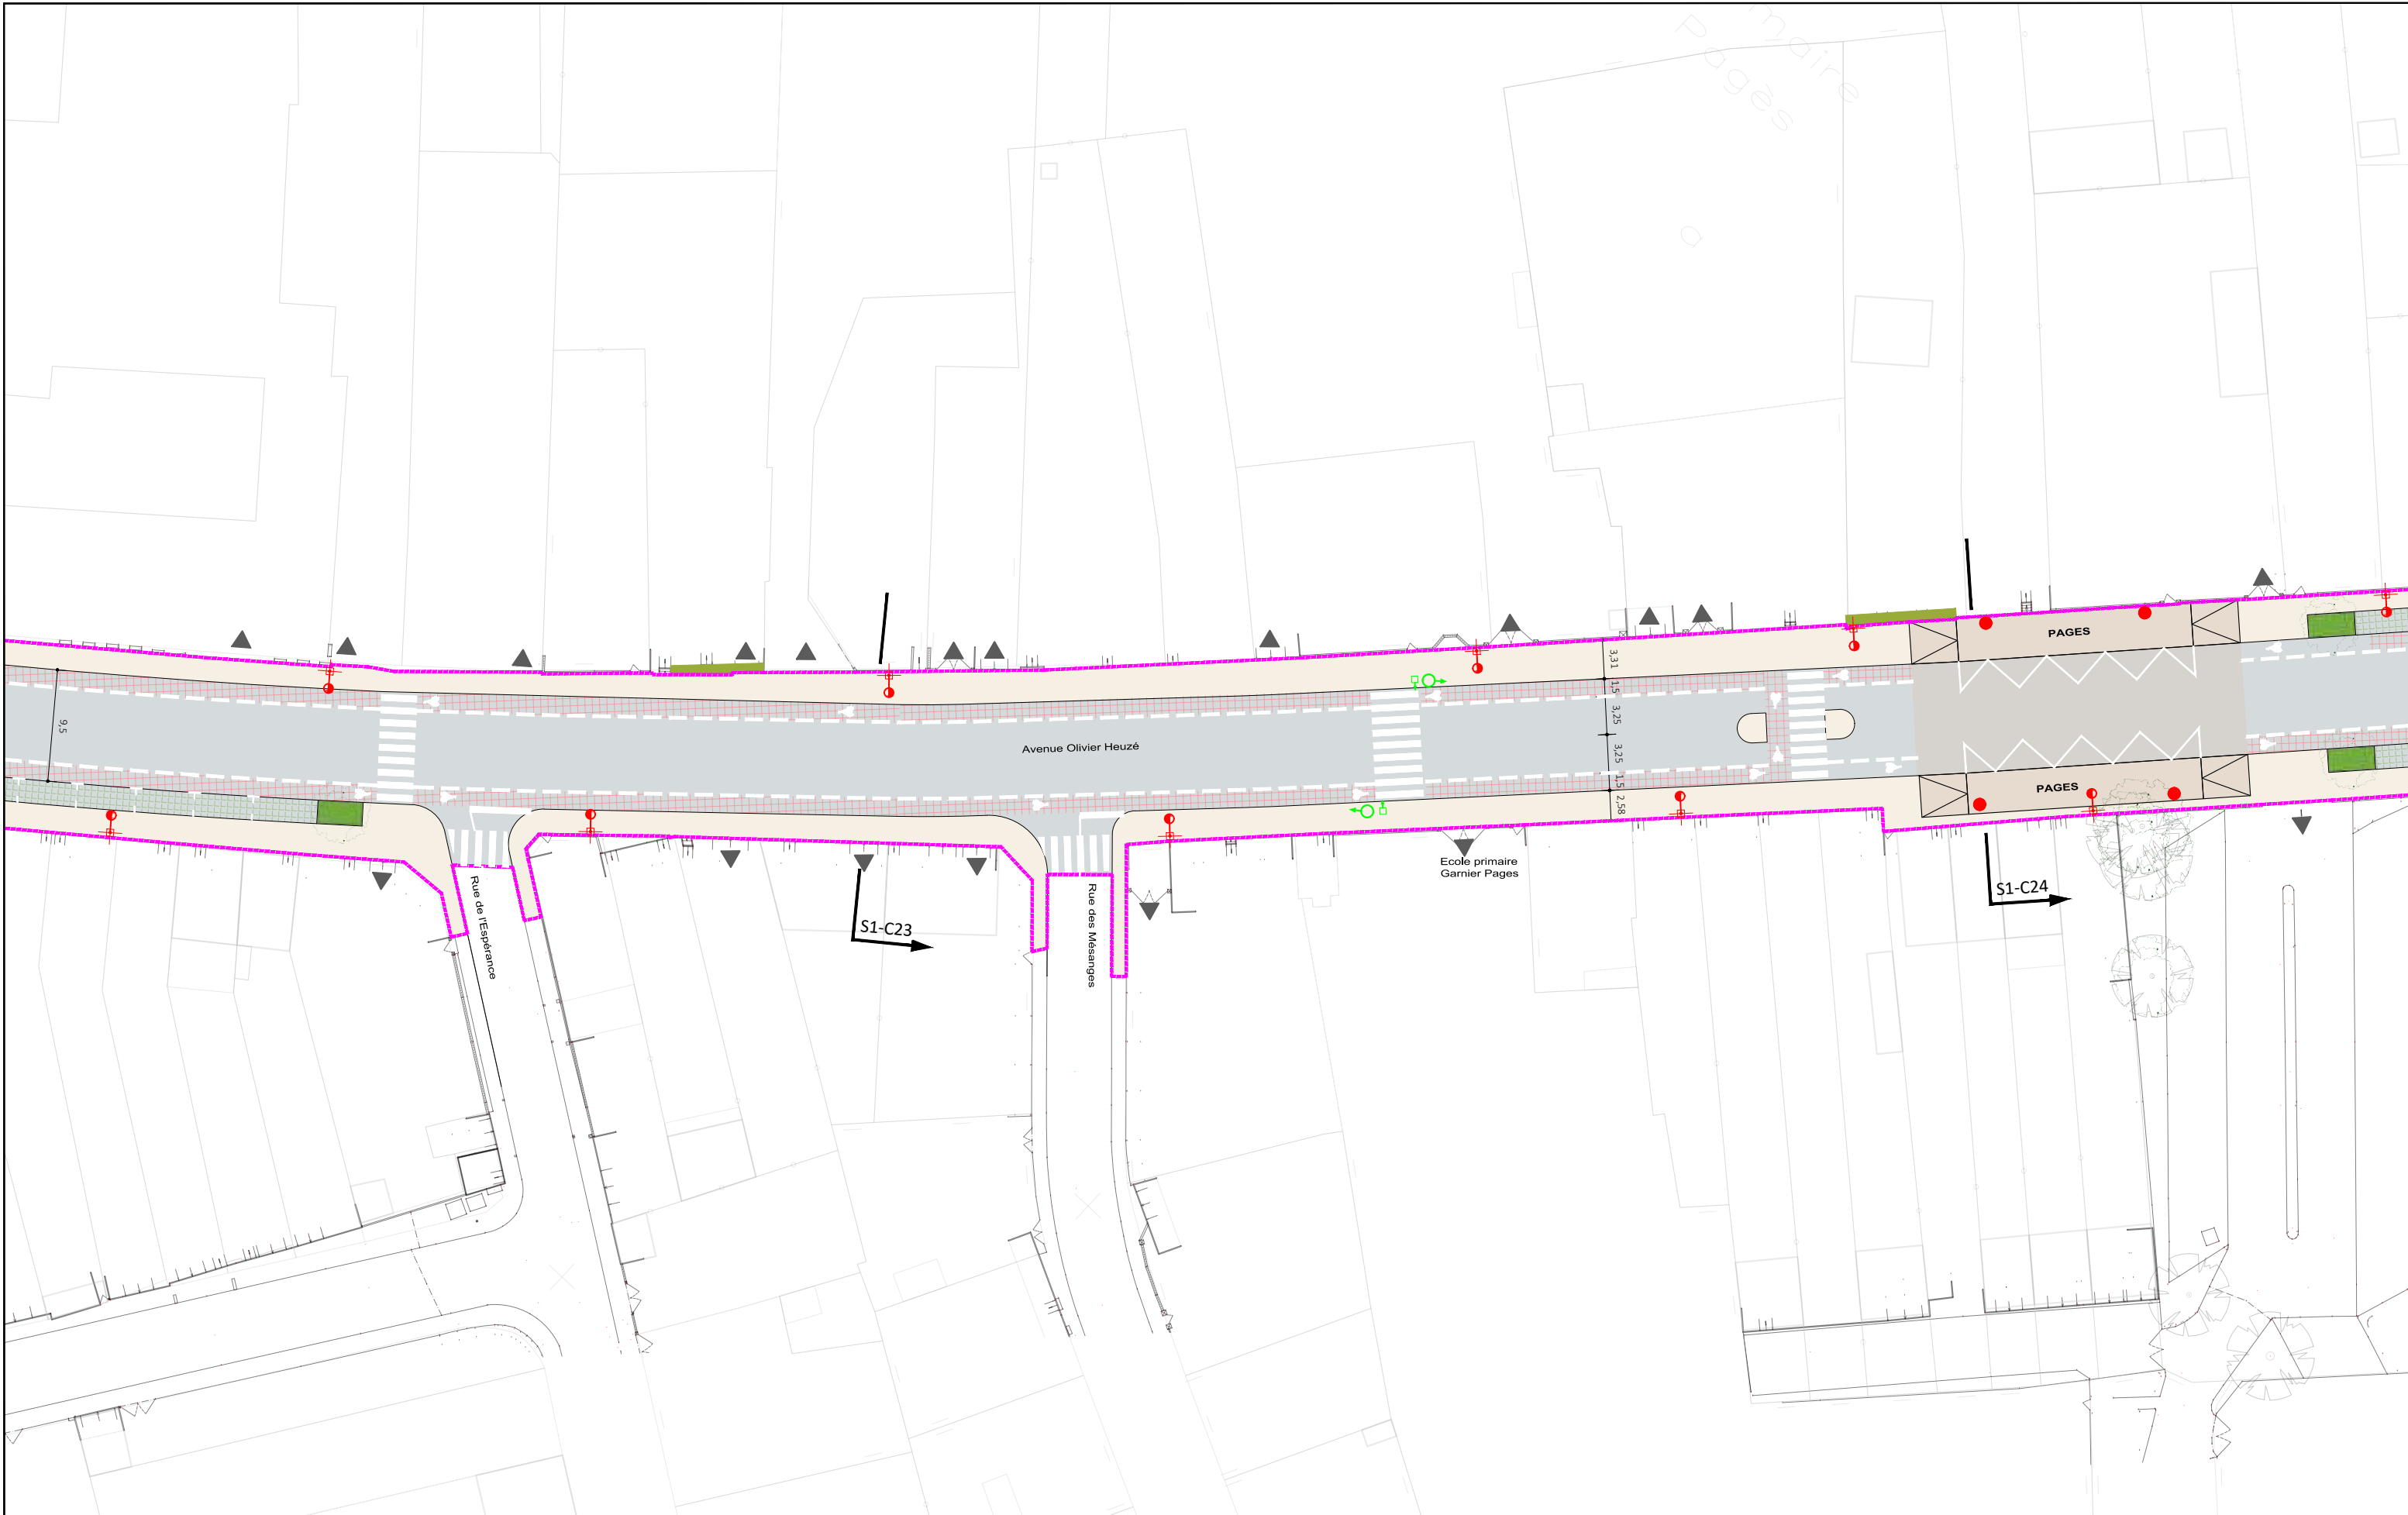 Pages
PAGES
3,31
1,5
3,25
3,25
1,5
2,58
9,5
Avenue Olivier Heuzé
PAGES
Ecole primaire
Garnier Pages
Rue de l'Espérance
Rue des Mésanges
S1-C23
S1-C24